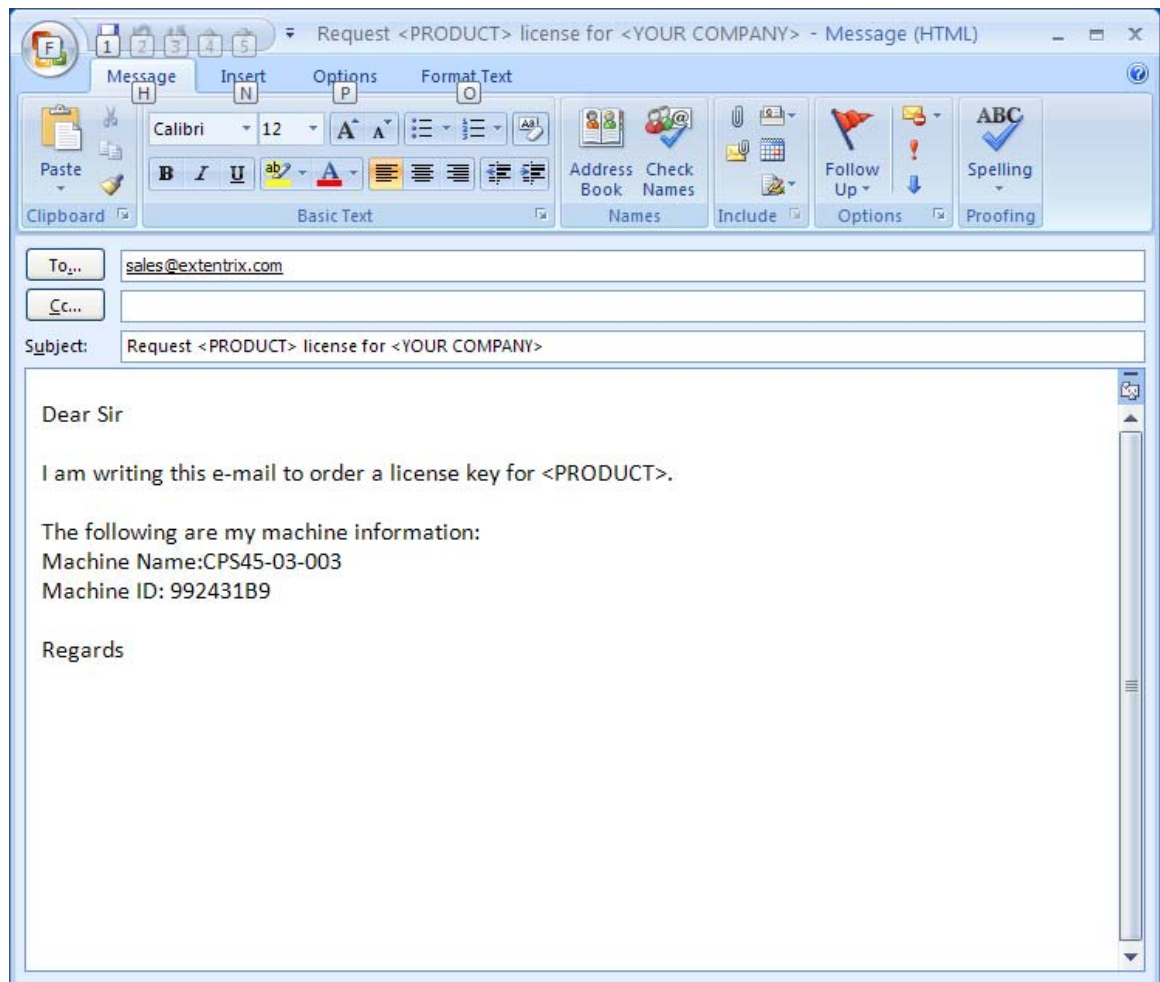 F 1 2 3 4 5 Request <PRODUCT> license for <YOUR COMPANY> - Message (HTML)
Message Insert Options Format Text
H N P O
Calibri 12 A A Aa
Paste B I U ab A Address Book Check Names Follow Up ABC Spelling
Clipboard Basic Text Names Include Options Proofing
To... sales@extentrix.com
Cc...
Subject: Request <PRODUCT> license for <YOUR COMPANY>
Dear Sir
I am writing this e-mail to order a license key for <PRODUCT>.
The following are my machine information:
Machine Name:CPS45-03-003
Machine ID: 992431B9
Regards